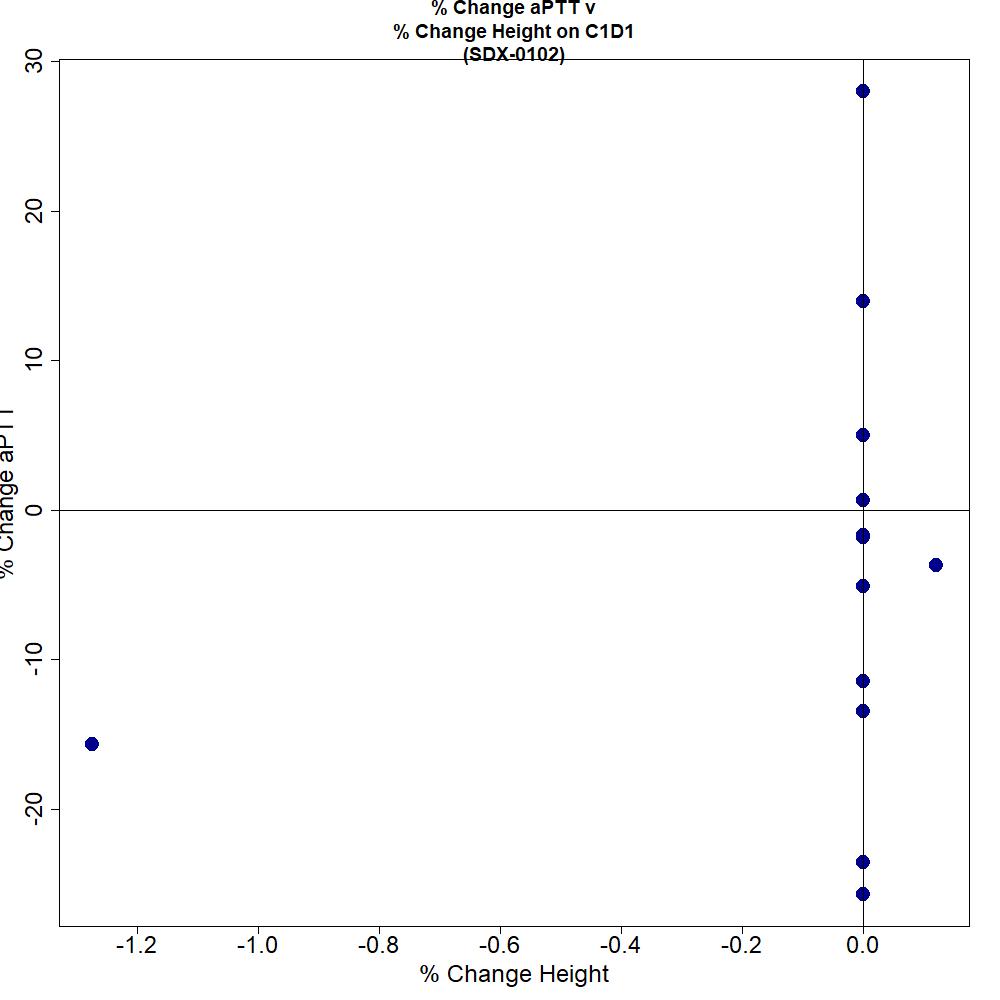 % Change aPTT v
% Change Height on C1D1
(SDX-0102)
30
20
10
0
-10
-20
% Change aPTT
-1.2 -1.0 -0.8 -0.6 -0.4 -0.2 0.0
% Change Height